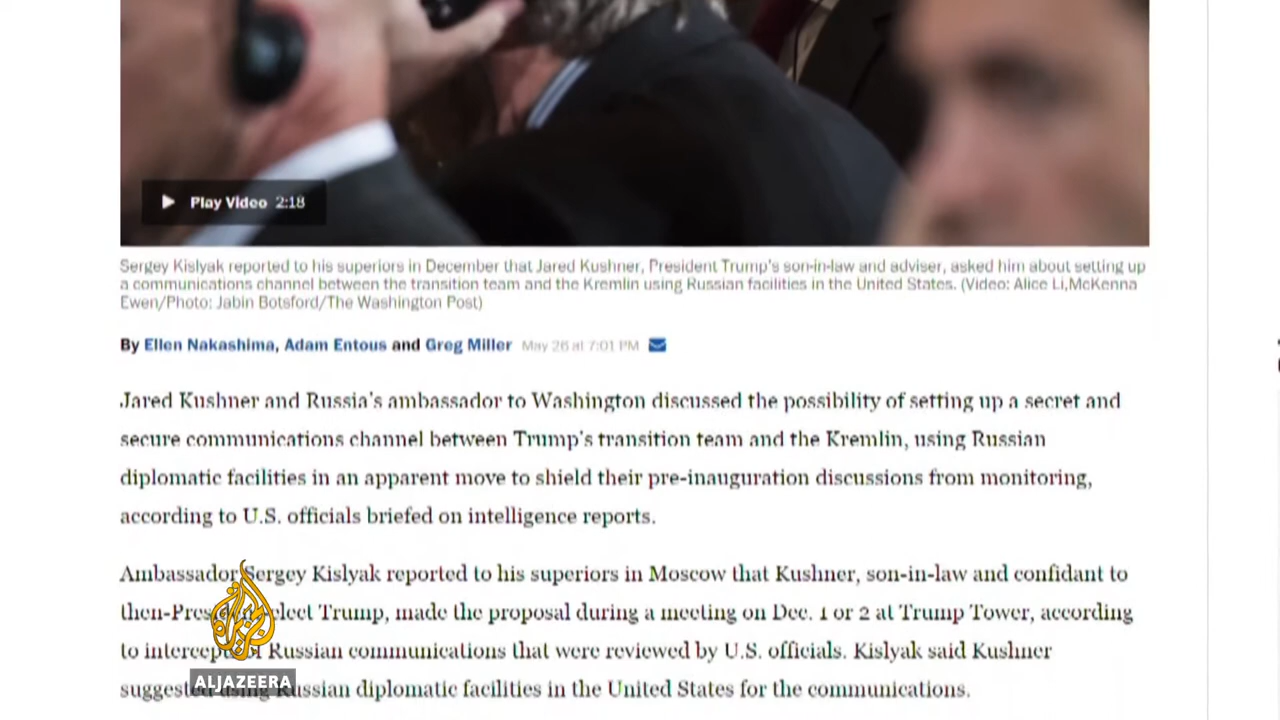 Play Video 2:18
Sergey Kislyak reported to his superiors in December that Jared Kushner, President Trump's son-in-law and adviser, asked him about setting up
a communications channel between the transition team and the Kremlin using Russian facilities in the United States. (Video: Alice Li,McKenna
Ewen/Photo: Jabin Botsford/The Washington Post)
By Ellen Nakashima, Adam Entous and Greg Miller May 26 at 7:01 PM
Jared Kushner and Russia's ambassador to Washington discussed the possibility of setting up a secret and
secure communications channel between Trump's transition team and the Kremlin, using Russian
diplomatic facilities in an apparent move to shield their pre-inauguration discussions from monitoring,
according to U.S. officials briefed on intelligence reports.
Ambassador Sergey Kislyak reported to his superiors in Moscow that Kushner, son-in-law and confidant to
elect Trump, made the proposal during a meeting on Dec. 1 or 2 at Trump Tower, according
to Russian communications that were reviewed by U.S. officials. Kislyak said Kushner
suggested using Russian diplomatic facilities in the United States for the communications.
ALJAZEERA